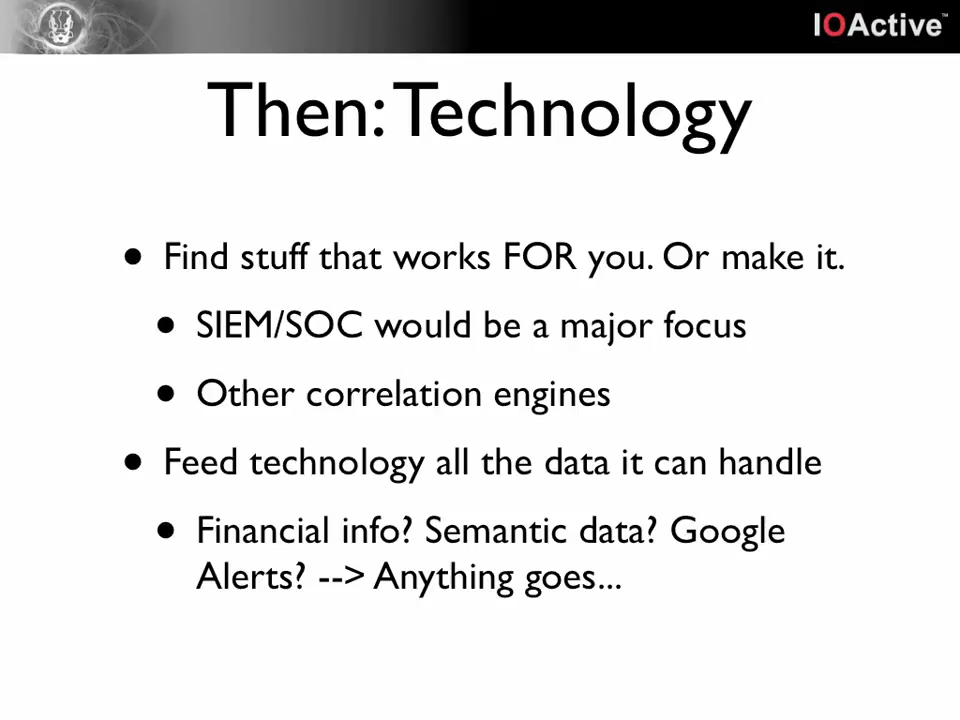 IOActive™
Then: Technology
• Find stuff that works FOR you. Or make it.
• SIEM/SOC would be a major focus
• Other correlation engines
• Feed technology all the data it can handle
• Financial info? Semantic data? Google
Alerts? --> Anything goes...